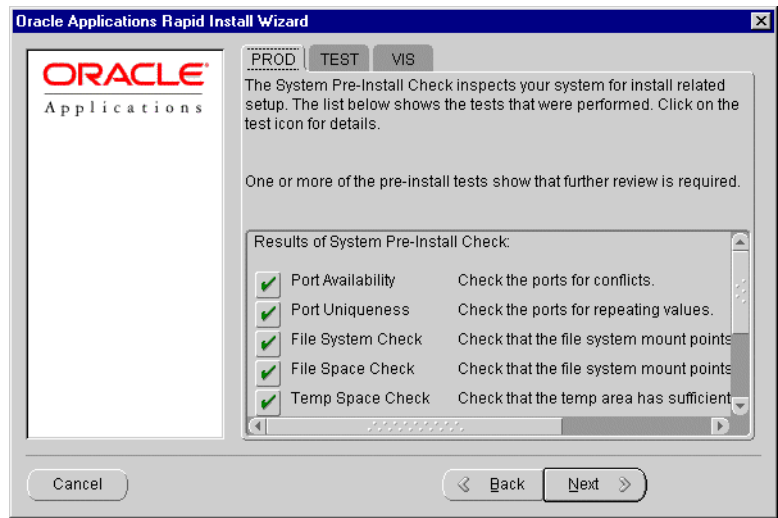 Oracle Applications Rapid Install Wizard
ORACLE
Applications
PROD TEST VIS
The System Pre-Install Check inspects your system for install related
setup. The list below shows the tests that were performed. Click on the
test icon for details.
One or more of the pre-install tests show that further review is required.
Results of System Pre-Install Check:
Port Availability Check the ports for conflicts.
Port Uniqueness Check the ports for repeating values.
File System Check Check that the file system mount points
File Space Check Check that the file system mount points
Temp Space Check Check that the temp area has sufficient
Cancel Back Next